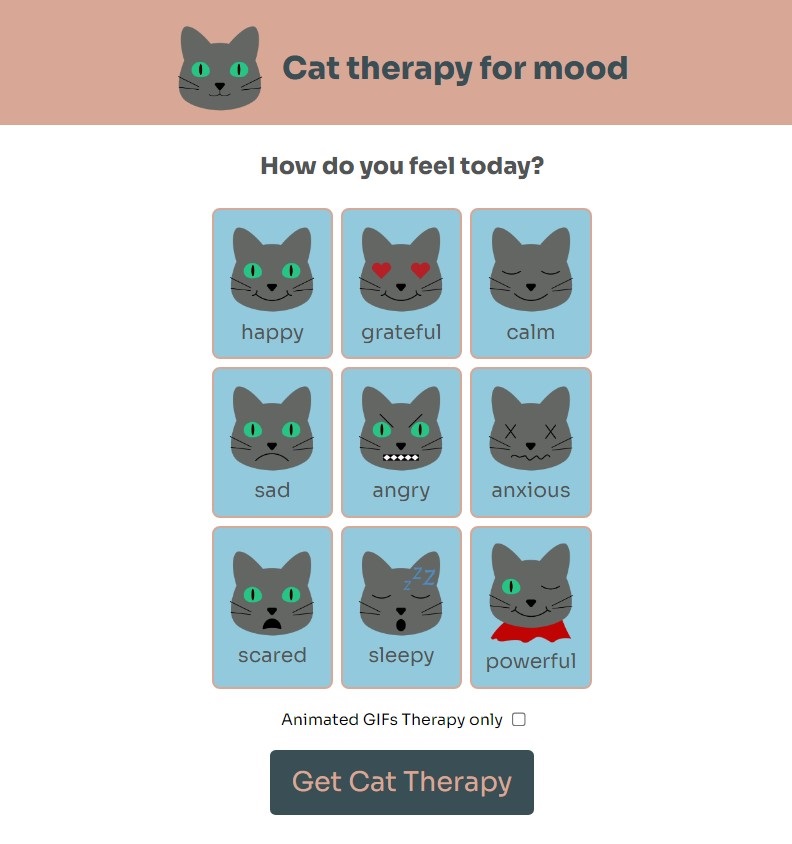 Cat therapy for mood
How do you feel today?
happy grateful calm
sad angry anxious
zZZ
scared sleepy powerful
Animated GIFs Therapy only
Get Cat Therapy